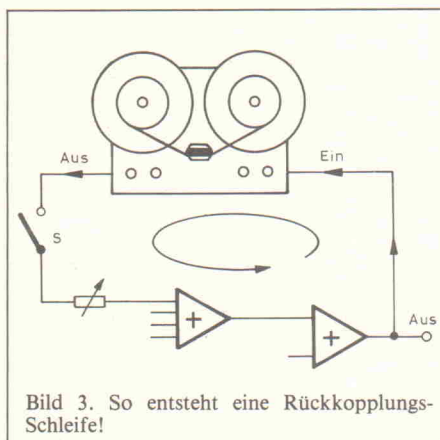 Aus
Ein
S
+
+
Aus
Bild 3. So entsteht eine Rückkopplungs-
Schleife!